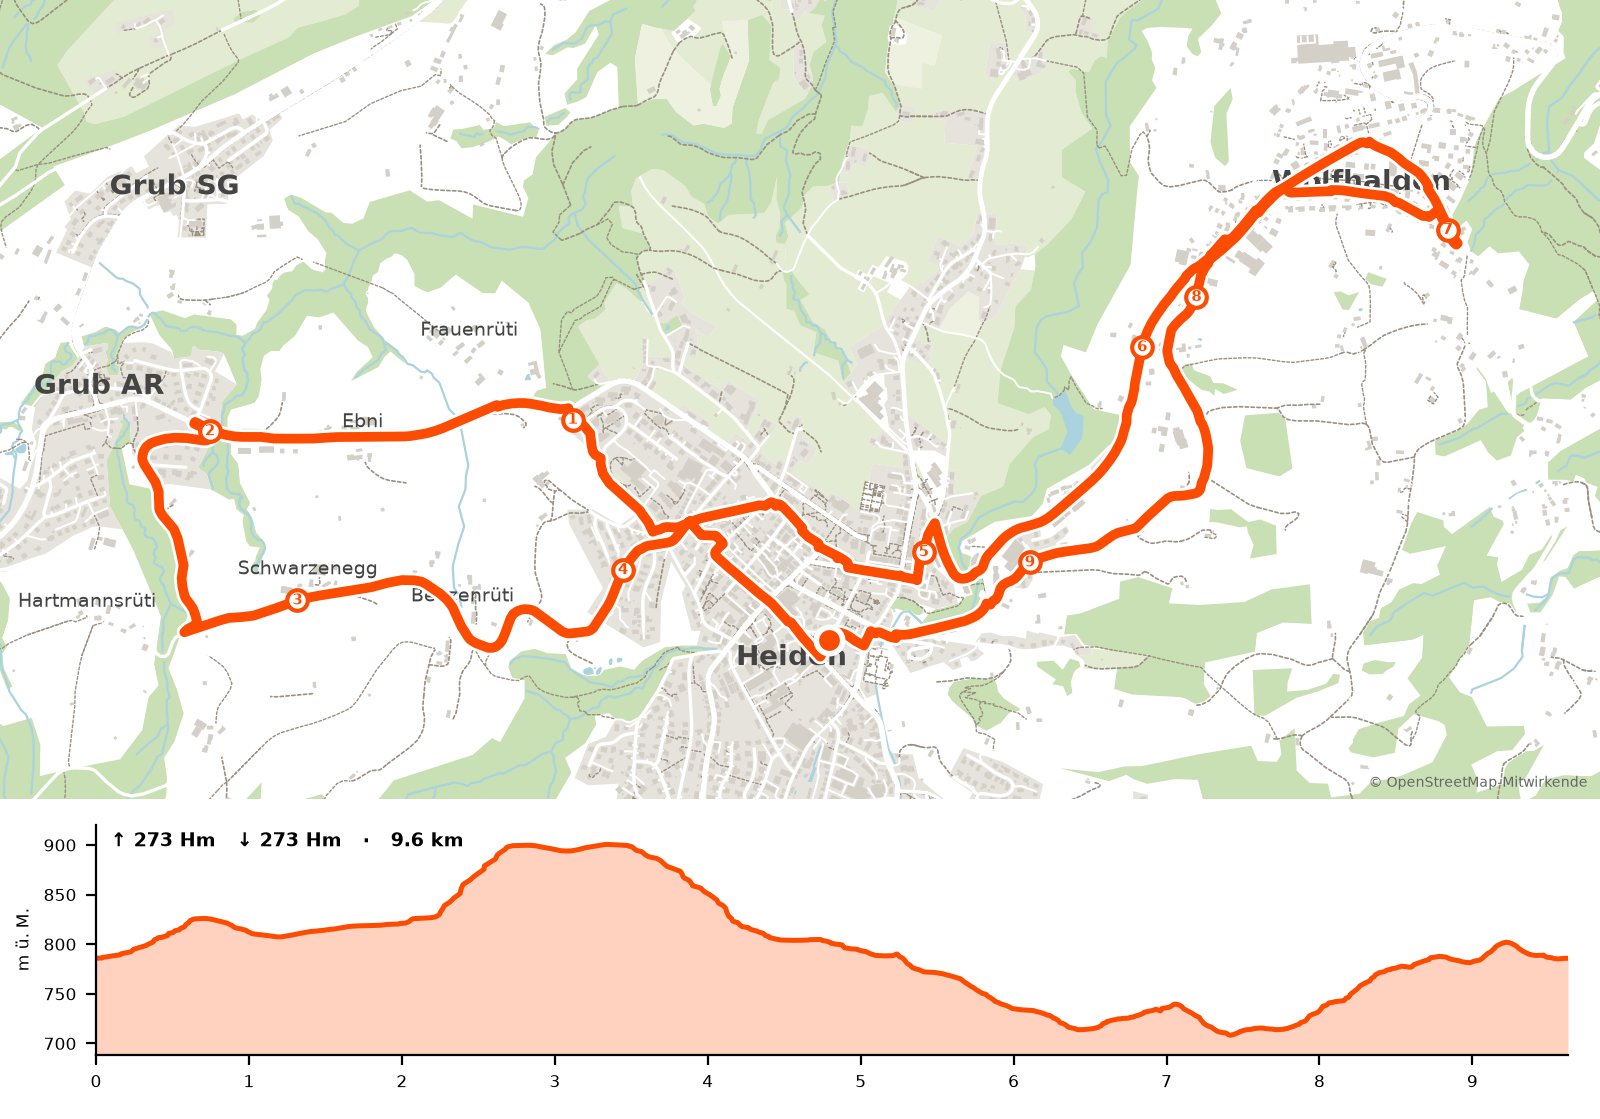 Grub SG
Wolfhalden
7
8
Frauenrüti
6
Grub AR
Ebni
1
2
5
9
Schwarzenegg
4
Hartmannsrüti
3
Benzenrüti
Heiden
© OpenStreetMap-Mitwirkende
↑ 273 Hm ↓ 273 Hm · 9.6 km
m ü. M.
900
850
800
750
700
0 1 2 3 4 5 6 7 8 9